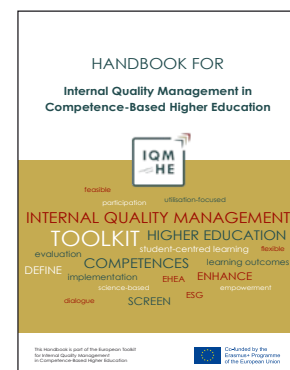 HANDBOOK FOR
Internal Quality Management in
Competence-Based Higher Education
IQM
HE
feasible
participation utilisation-focused
INTERNAL QUALITY MANAGEMENT
TOOLKIT HIGHER EDUCATION
student-centred learning flexible
evaluation COMPETENCES learning outcomes
DEFINE implementation EHEA ENHANCE
science-based empowerment
dialogue SCREEN ESG
This Handbook is part of the European Toolkit
for Internal Quality Management
in Competence-Based Higher Education
Co-funded by the
Erasmus+ Programme
of the European Union